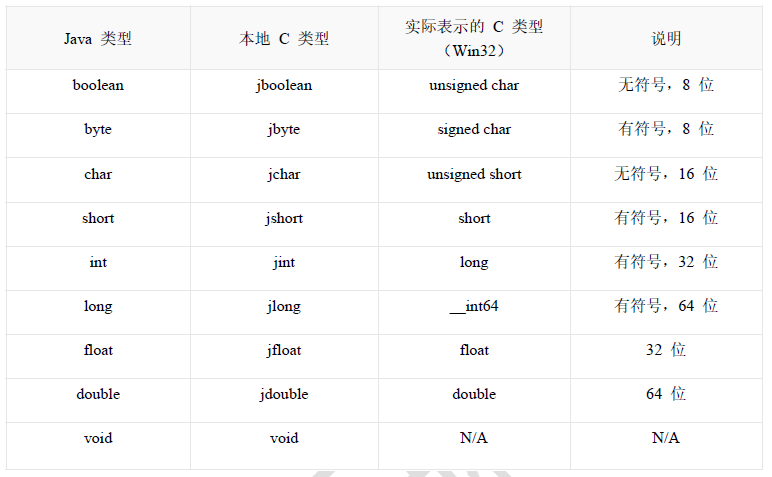 Java 类型 本地 C 类型 实际表示的 C 类型（Win32） 说明
boolean jboolean unsigned char 无符号，8 位
byte jbyte signed char 有符号，8 位
char jchar unsigned short 无符号，16 位
short jshort short 有符号，16 位
int jint long 有符号，32 位
long jlong __int64 有符号，64 位
float jfloat float 32 位
double jdouble double 64 位
void void N/A N/A